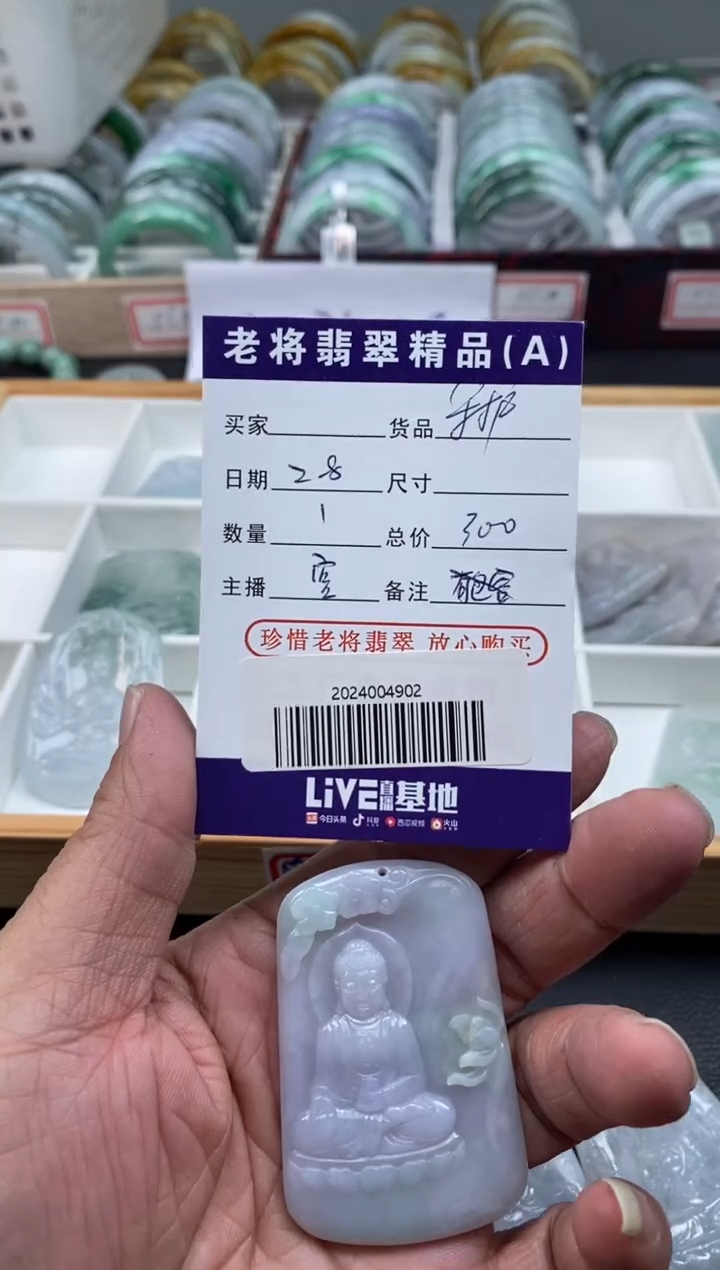 老将翡翠精品(A)
买家 货品
日期 28 尺寸
数量 1 总价 300
主播 备注
珍惜老将翡翠 放心购买
2024004902
LiVE直播基地
今日头条 抖音 西瓜视频 火山